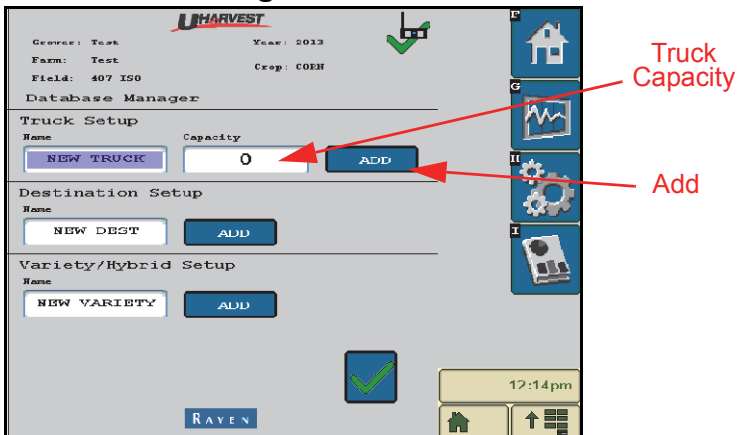 UHARVEST
Grower: Test Year: 2013
Farm: Test Crop: CORN
Field: 407 ISO
Database Manager
Truck Setup
Name Capacity
NEW TRUCK 0 ADD
Destination Setup
Name
NEW DEST ADD
Variety/Hybrid Setup
Name
NEW VARIETY ADD
RAVEN
F
G
H
I
12:14pm
Truck
Capacity
Add